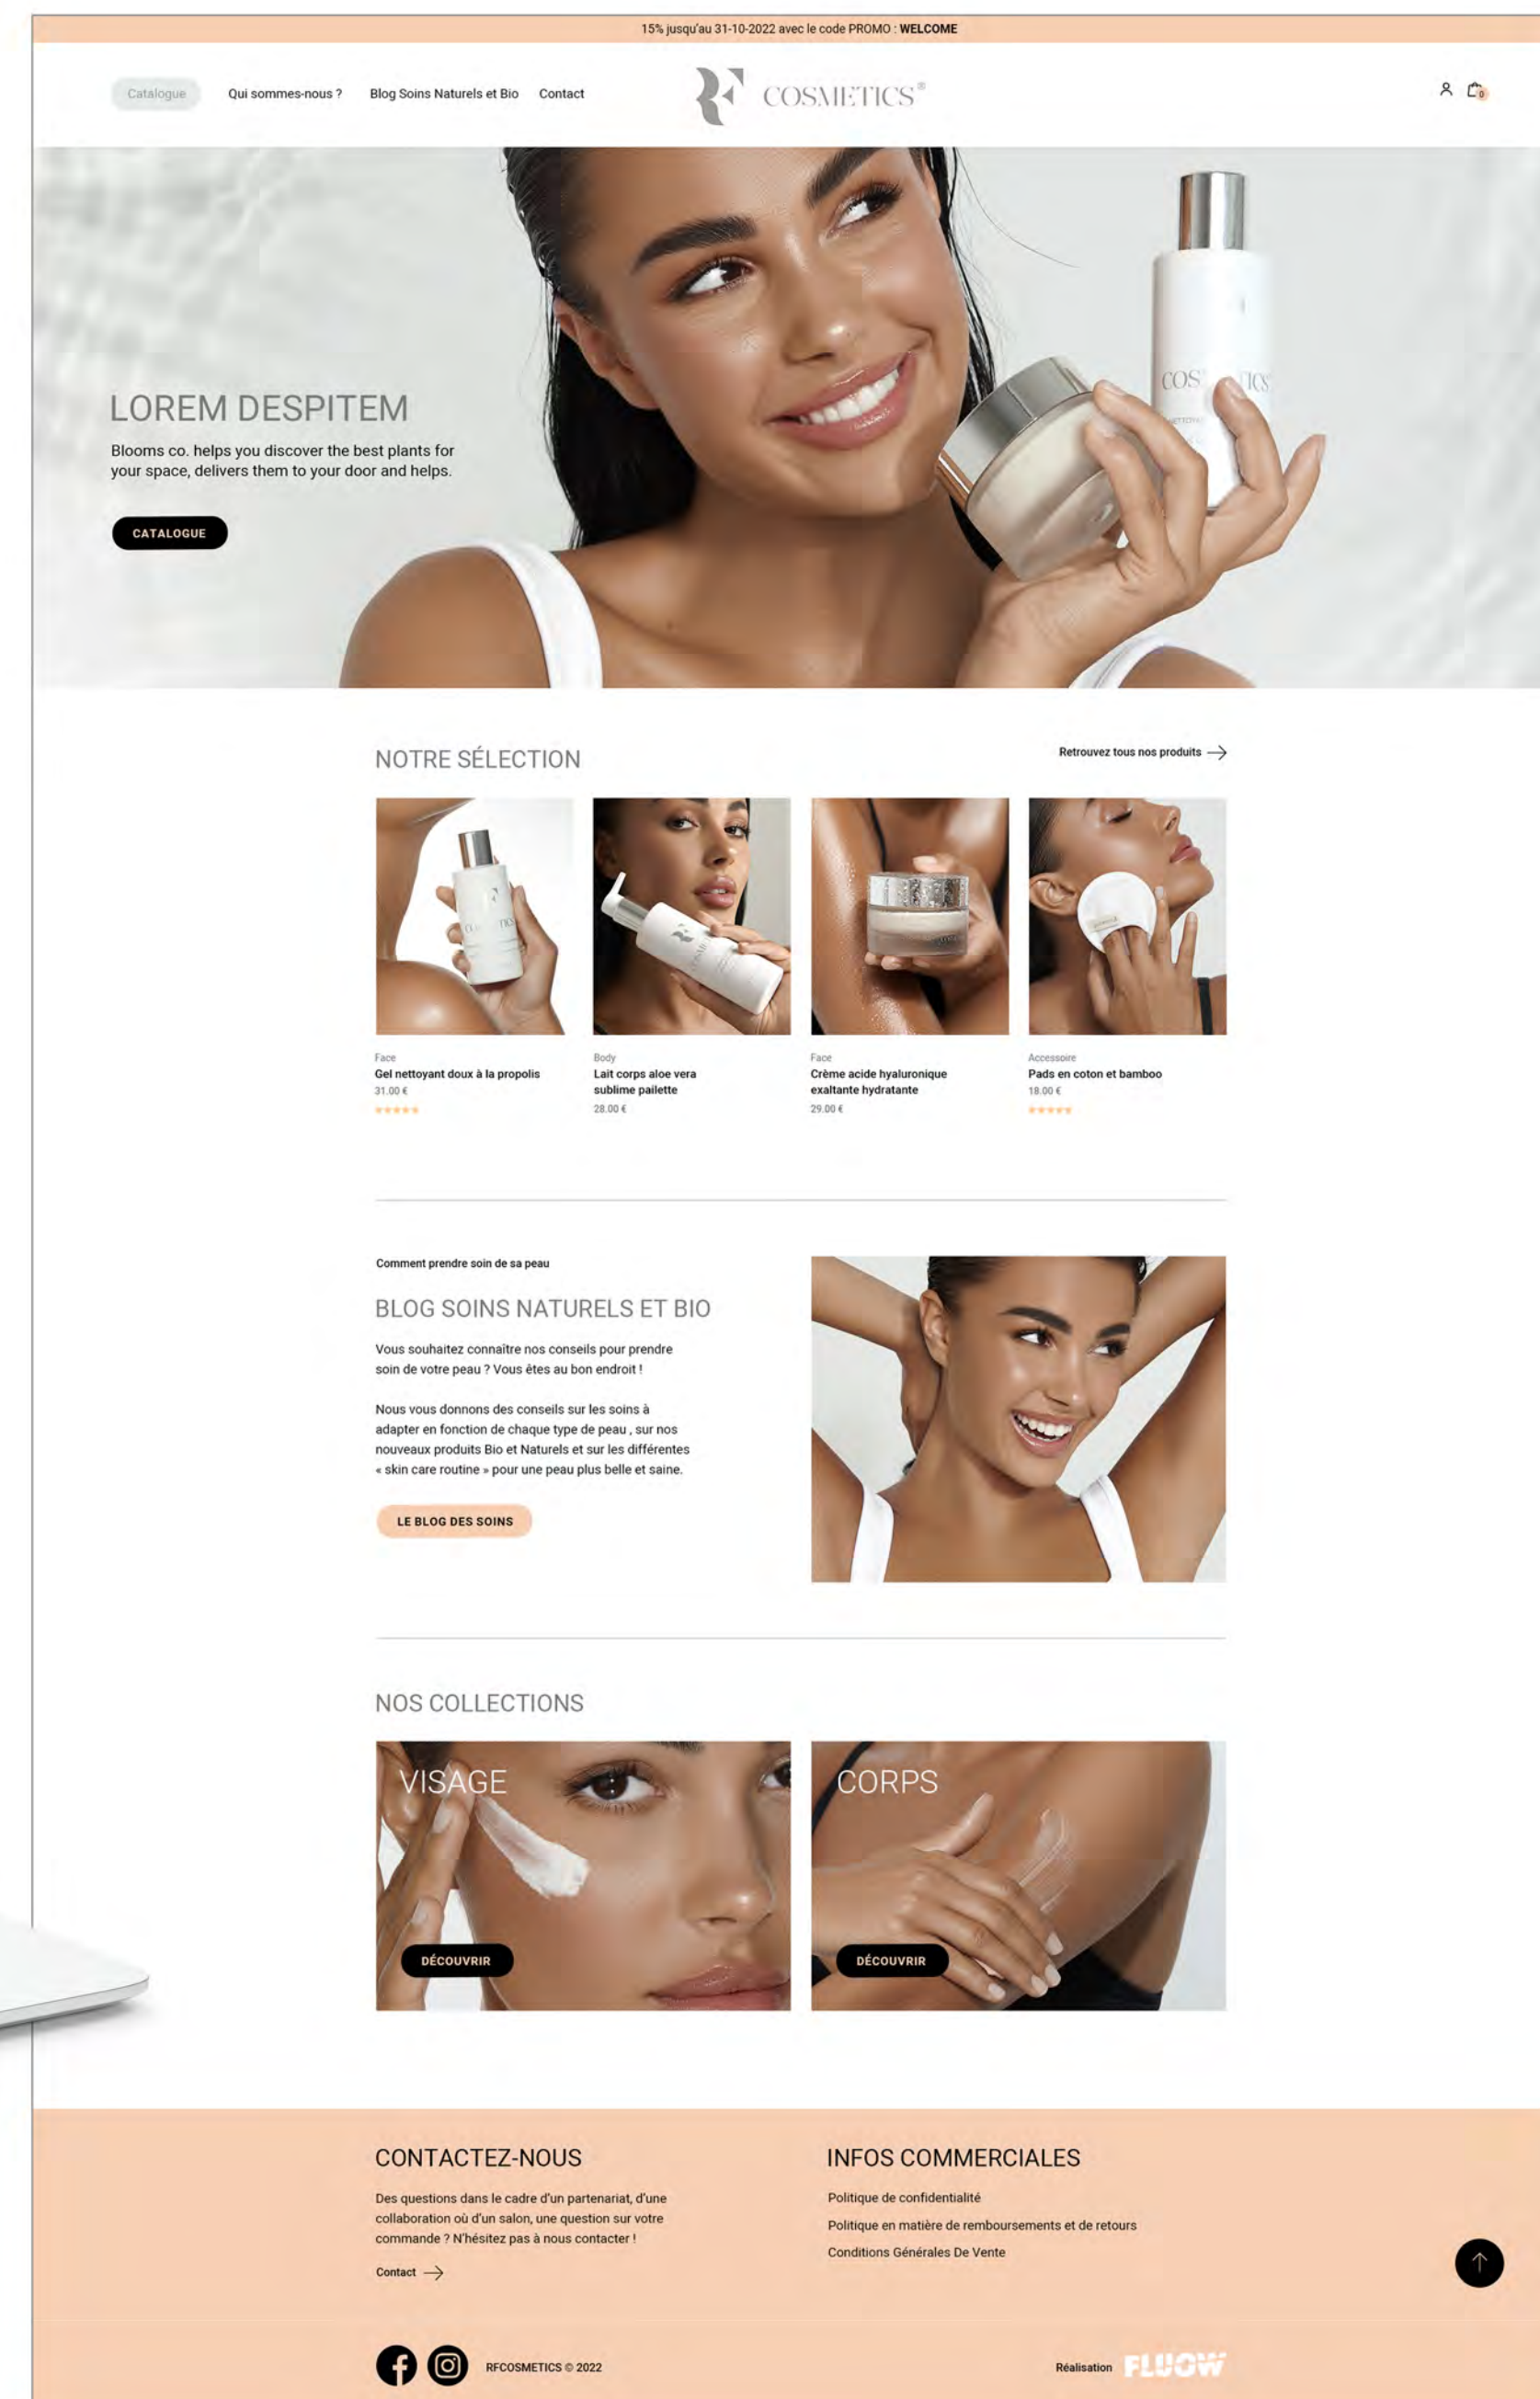 15% jusqu'au 31-10-2022 avec le code PROMO : WELCOME
Catalogue
Qui sommes-nous ?
Blog Soins Naturels et Bio
Contact
RF COSMETICS®
0
LOREM DESPITEM
Blooms co. helps you discover the best plants for
your space, delivers them to your door and helps.
CATALOGUE
NOTRE SÉLECTION
Retrouvez tous nos produits
Face
Gel nettoyant doux à la propolis
31.00 €
Body
Lait corps aloe vera
sublime pailette
28.00 €
Face
Crème acide hyaluronique
exaltante hydratante
29.00 €
Accessoire
Pads en coton et bamboo
18.00 €
Comment prendre soin de sa peau
BLOG SOINS NATURELS ET BIO
Vous souhaitez connaître nos conseils pour prendre
soin de votre peau ? Vous êtes au bon endroit !
Nous vous donnons des conseils sur les soins à
adapter en fonction de chaque type de peau , sur nos
nouveaux produits Bio et Naturels et sur les différentes
« skin care routine » pour une peau plus belle et saine.
LE BLOG DES SOINS
NOS COLLECTIONS
VISAGE
DÉCOUVRIR
CORPS
DÉCOUVRIR
CONTACTEZ-NOUS
Des questions dans le cadre d'un partenariat, d'une
collaboration où d'un salon, une question sur votre
commande ? N'hésitez pas à nous contacter !
Contact
INFOS COMMERCIALES
Politique de confidentialité
Politique en matière de remboursements et de retours
Conditions Générales De Vente
RFCOSMETICS © 2022
Réalisation FLUOW